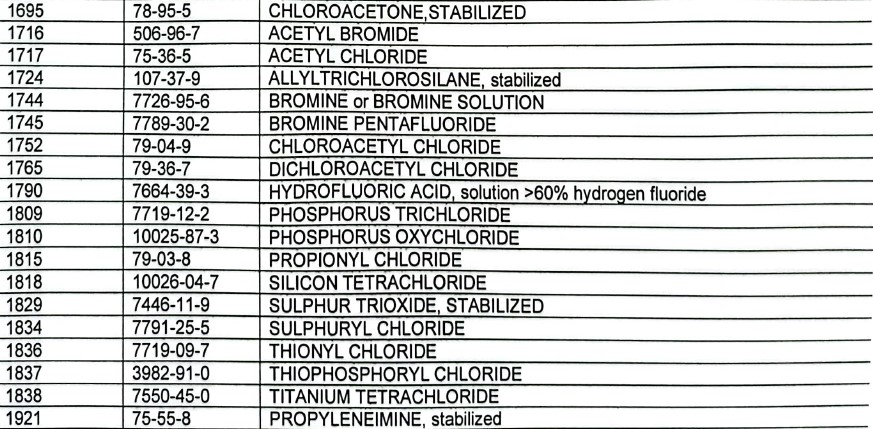 1695 78-95-5 CHLOROACETONE,STABILIZED
1716 506-96-7 ACETYL BROMIDE
1717 75-36-5 ACETYL CHLORIDE
1724 107-37-9 ALLYLTRICHLOROSILANE, stabilized
1744 7726-95-6 BROMINE or BROMINE SOLUTION
1745 7789-30-2 BROMINE PENTAFLUORIDE
1752 79-04-9 CHLOROACETYL CHLORIDE
1765 79-36-7 DICHLOROACETYL CHLORIDE
1790 7664-39-3 HYDROFLUORIC ACID, solution >60% hydrogen fluoride
1809 7719-12-2 PHOSPHORUS TRICHLORIDE
1810 10025-87-3 PHOSPHORUS OXYCHLORIDE
1815 79-03-8 PROPIONYL CHLORIDE
1818 10026-04-7 SILICON TETRACHLORIDE
1829 7446-11-9 SULPHUR TRIOXIDE, STABILIZED
1834 7791-25-5 SULPHURYL CHLORIDE
1836 7719-09-7 THIONYL CHLORIDE
1837 3982-91-0 THIOPHOSPHORYL CHLORIDE
1838 7550-45-0 TITANIUM TETRACHLORIDE
1921 75-55-8 PROPYLENEIMINE, stabilized